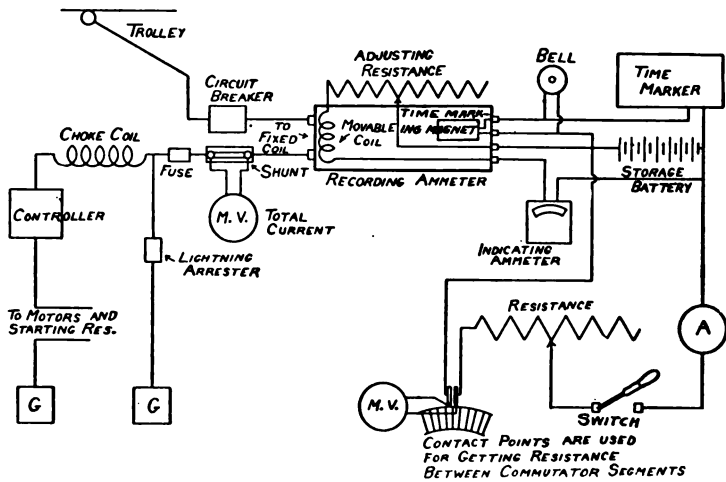 TROLLEY
CIRCUIT
BREAKER
ADJUSTING
RESISTANCE
BELL
TIME
MARKER
CHOKE COIL
FUSE
SHUNT
TO
FIXED
COIL
MOVABLE
COIL
TIME MARK-
ING MAGNET
RECORDING AMMETER
STORAGE
BATTERY
CONTROLLER
M.V.
TOTAL
CURRENT
INDICATING
AMMETER
LIGHTNING
ARRESTER
TO MOTORS AND
STARTING RES.
RESISTANCE
A
G
G
M.V.
SWITCH
CONTACT POINTS ARE USED
FOR GETTING RESISTANCE
BETWEEN COMMUTATOR SEGMENTS